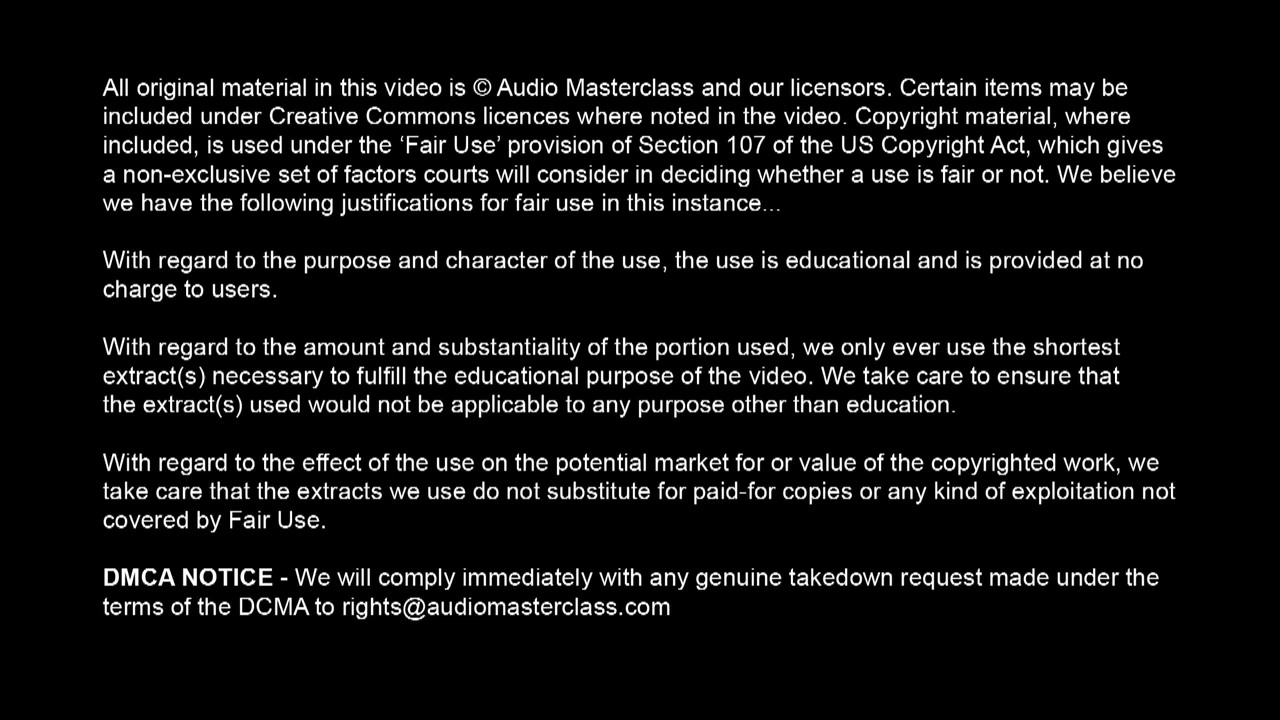 All original material in this video is © Audio Masterclass and our licensors. Certain items may be
included under Creative Commons licences where noted in the video. Copyright material, where
included, is used under the ‘Fair Use’ provision of Section 107 of the US Copyright Act, which gives
a non-exclusive set of factors courts will consider in deciding whether a use is fair or not. We believe
we have the following justifications for fair use in this instance...
With regard to the purpose and character of the use, the use is educational and is provided at no
charge to users.
With regard to the amount and substantiality of the portion used, we only ever use the shortest
extract(s) necessary to fulfill the educational purpose of the video. We take care to ensure that
the extract(s) used would not be applicable to any purpose other than education.
With regard to the effect of the use on the potential market for or value of the copyrighted work, we
take care that the extracts we use do not substitute for paid-for copies or any kind of exploitation not
covered by Fair Use.
DMCA NOTICE - We will comply immediately with any genuine takedown request made under the
terms of the DCMA to rights@audiomasterclass.com